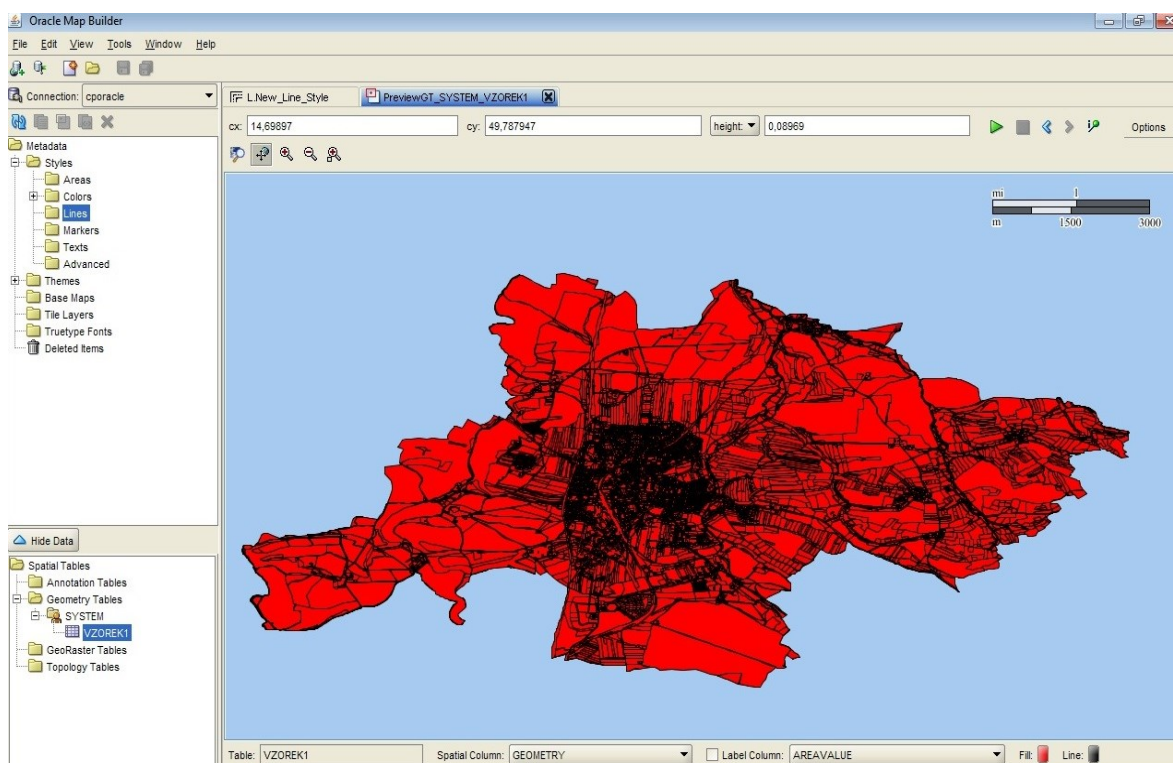 Oracle Map Builder
File Edit View Tools Window Help
Connection: cporacle
L.New_Line_Style PreviewGT_SYSTEM_VZOREK1
cx: 14,69897 cy: 49,787947 height: 0,08969 Options
Metadata
Styles
Areas
Colors
Lines
Markers
Texts
Advanced
Themes
Base Maps
Tile Layers
Truetype Fonts
Deleted Items
mi 1
m 1500 3000
Hide Data
Spatial Tables
Annotation Tables
Geometry Tables
SYSTEM
VZOREK1
GeoRaster Tables
Topology Tables
Table: VZOREK1 Spatial Column: GEOMETRY Label Column: AREAVALUE Fill: Line: